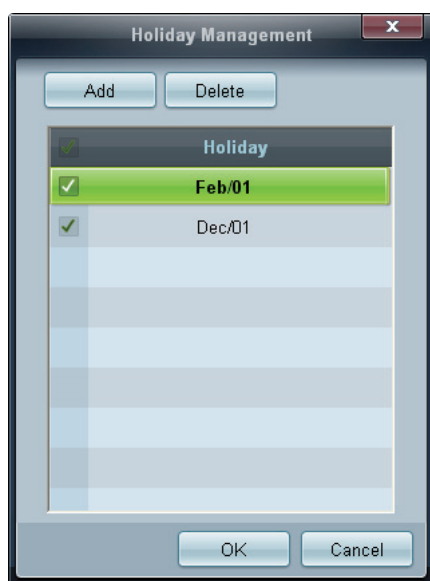 Holiday Management
Add Delete
Holiday
Feb/01
Dec/01
OK Cancel